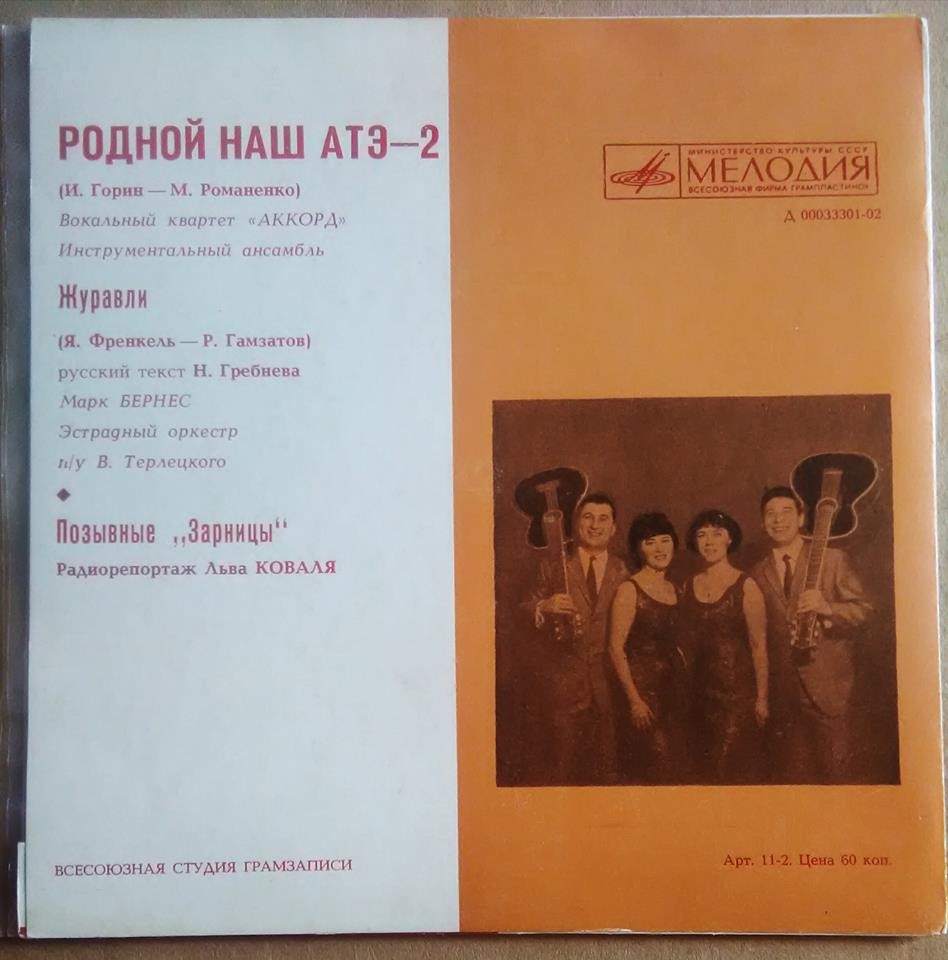 РОДНОЙ НАШ АТЭ—2
(И. Горин — М. Романенко)
Вокальный квартет «АККОРД»
Инструментальный ансамбль
Журавли
(Я. Френкель — Р. Гамзатов)
русский текст Н. Гребнева
Марк БЕРНЕС
Эстрадный оркестр
п/у В. Терлецкого
Позывные „Зарницы“
Радиорепортаж Льва КОВАЛЯ
ВСЕСОЮЗНАЯ СТУДИЯ ГРАМЗАПИСИ
МИНИСТЕРСТВО КУЛЬТУРЫ СССР
МЕЛОДИЯ
ВСЕСОЮЗНАЯ ФИРМА ГРАМПЛАСТИНОК
Д 00033301-02
Арт. 11-2. Цена 60 коп.